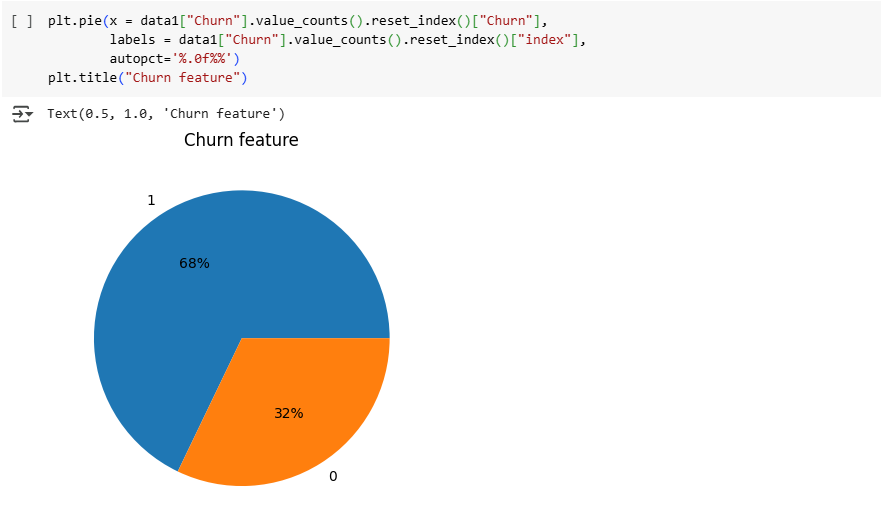 [ ] plt.pie(x = data1["Churn"].value_counts().reset_index()["Churn"],
labels = data1["Churn"].value_counts().reset_index()["index"],
autopct='%.0f%%')
plt.title("Churn feature")
Text(0.5, 1.0, 'Churn feature')
Churn feature
1
68%
32%
0